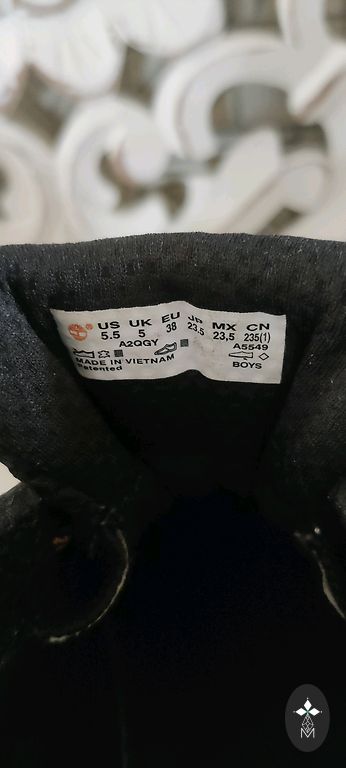 US UK EU JP MX CN
5.5 5 38 23.5 23,5 235(1)
A2QGY A5549
MADE IN VIETNAM BOYS
Patented
M